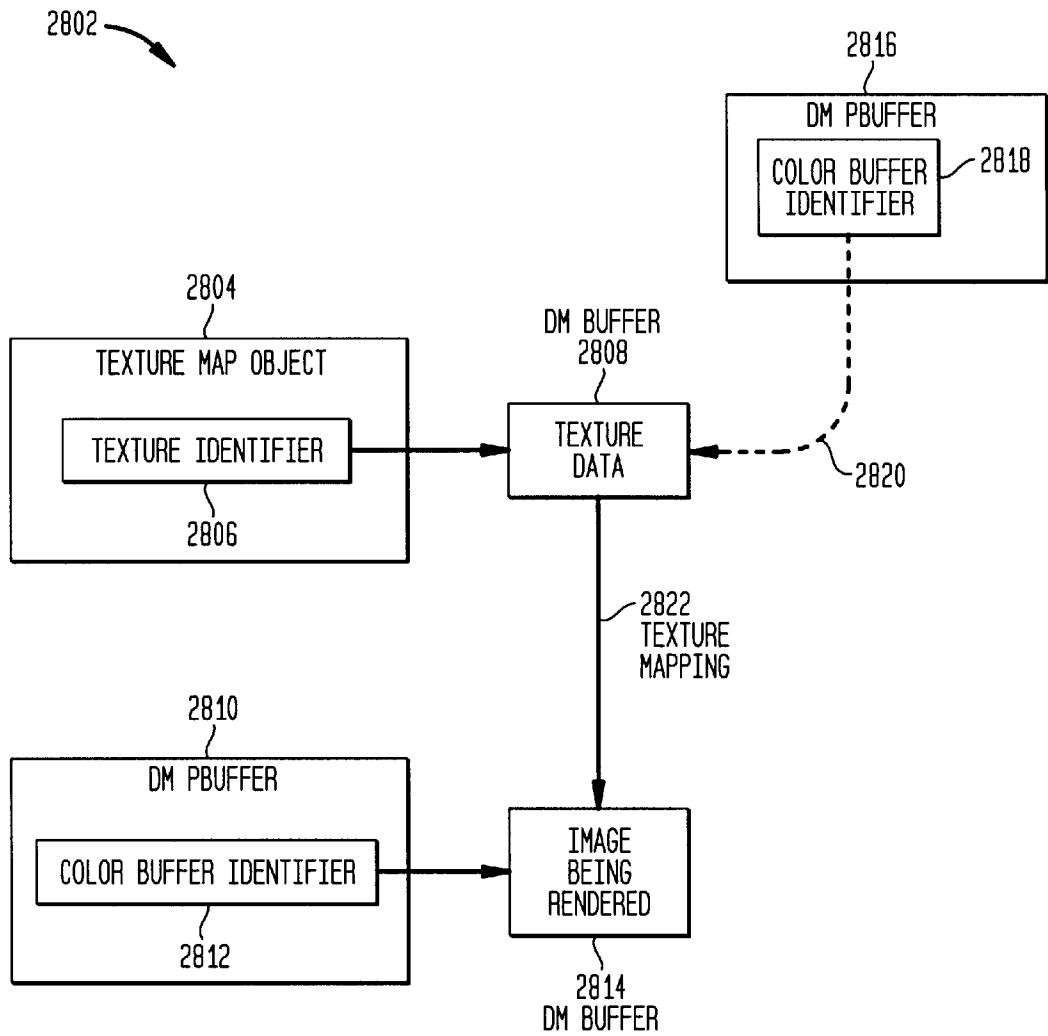 2802
2816
DM PBUFFER
COLOR BUFFER
IDENTIFIER
2818
2804
TEXTURE MAP OBJECT
TEXTURE IDENTIFIER
2806
DM BUFFER
2808
TEXTURE
DATA
2820
2822
TEXTURE
MAPPING
2810
DM PBUFFER
COLOR BUFFER IDENTIFIER
2812
IMAGE
BEING
RENDERED
2814
DM BUFFER